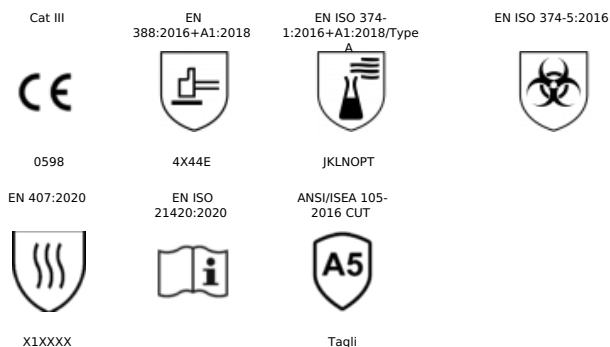 Cat III
EN
388:2016+A1:2018
EN ISO 374-
1:2016+A1:2018/Type
A
EN ISO 374-5:2016
CE
0598
4X44E
JKLNOPT
EN 407:2020
EN ISO
21420:2020
ANSI/ISEA 105-
2016 CUT
i
A5
X1XXXX
Tagli